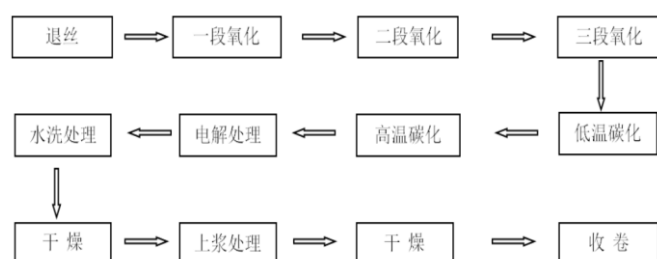 退丝
一段氧化
二段氧化
三段氧化
低温碳化
高温碳化
电解处理
水洗处理
干 燥
上浆处理
干 燥
收 卷